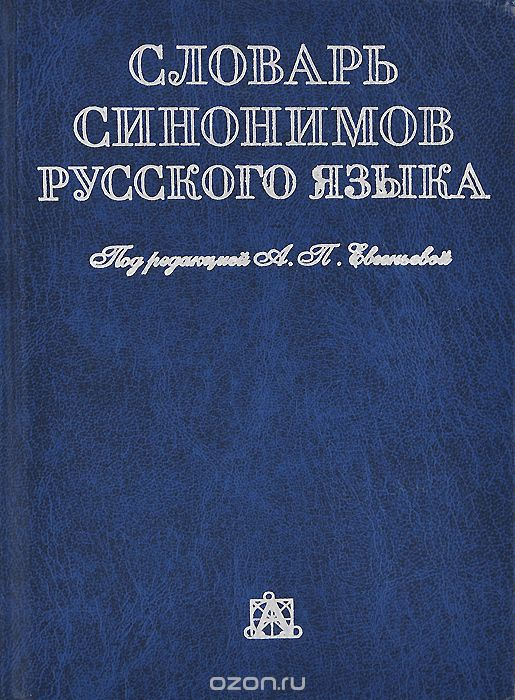 СЛОВАРЬ
СИНОНИМОВ
РУССКОГО ЯЗЫКА
Под редакцией А. П. Евгеньевой
А
ozon.ru